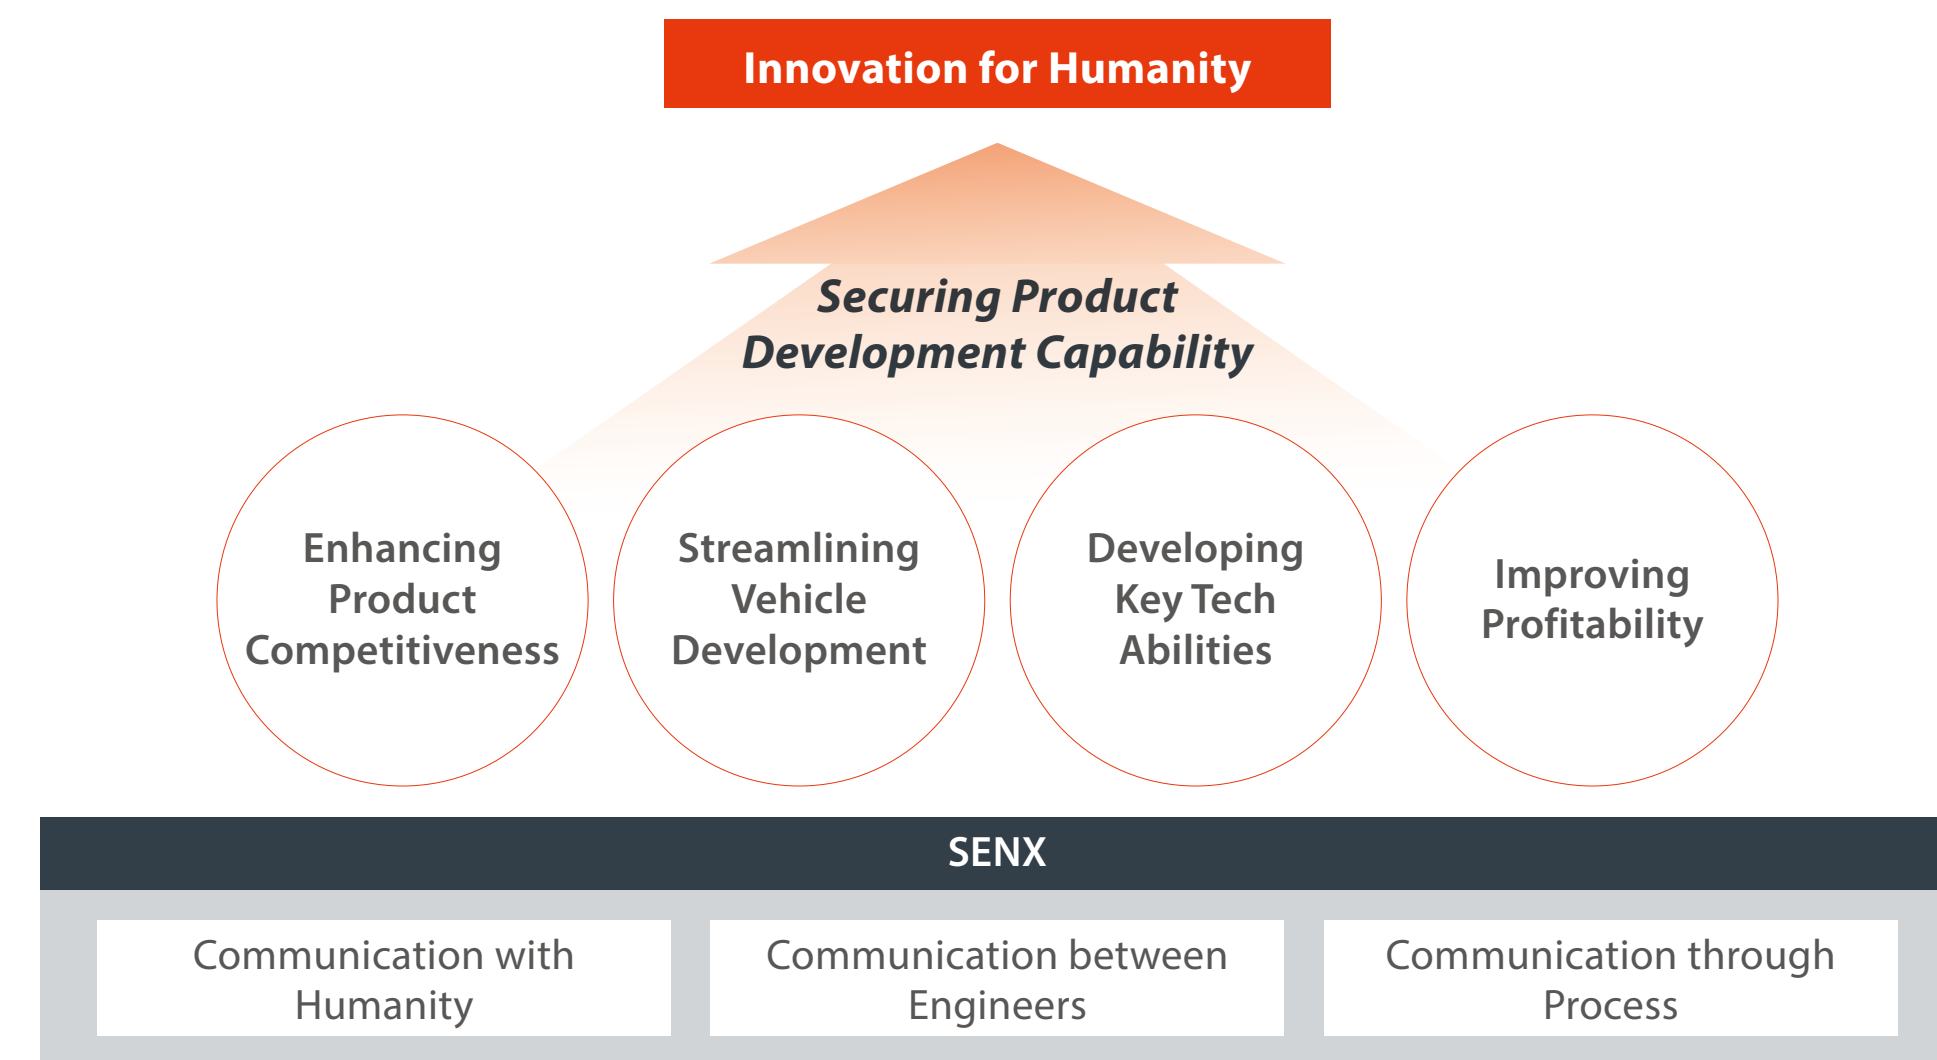 Innovation for Humanity
Securing Product
Development Capability
Enhancing
Product
Competitiveness
Streamlining
Vehicle
Development
Developing
Key Tech
Abilities
Improving
Profitability
SENX
Communication with
Humanity
Communication between
Engineers
Communication through
Process